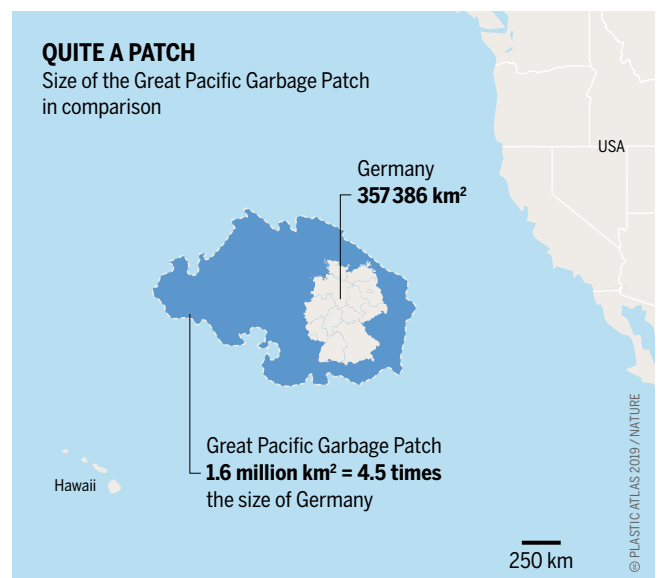 QUITE A PATCH
Size of the Great Pacific Garbage Patch
in comparison
USA
Germany
357 386 km²
Great Pacific Garbage Patch
1.6 million km² = 4.5 times
the size of Germany
Hawaii
250 km
🄯 PLASTIC ATLAS 2019 / NATURE